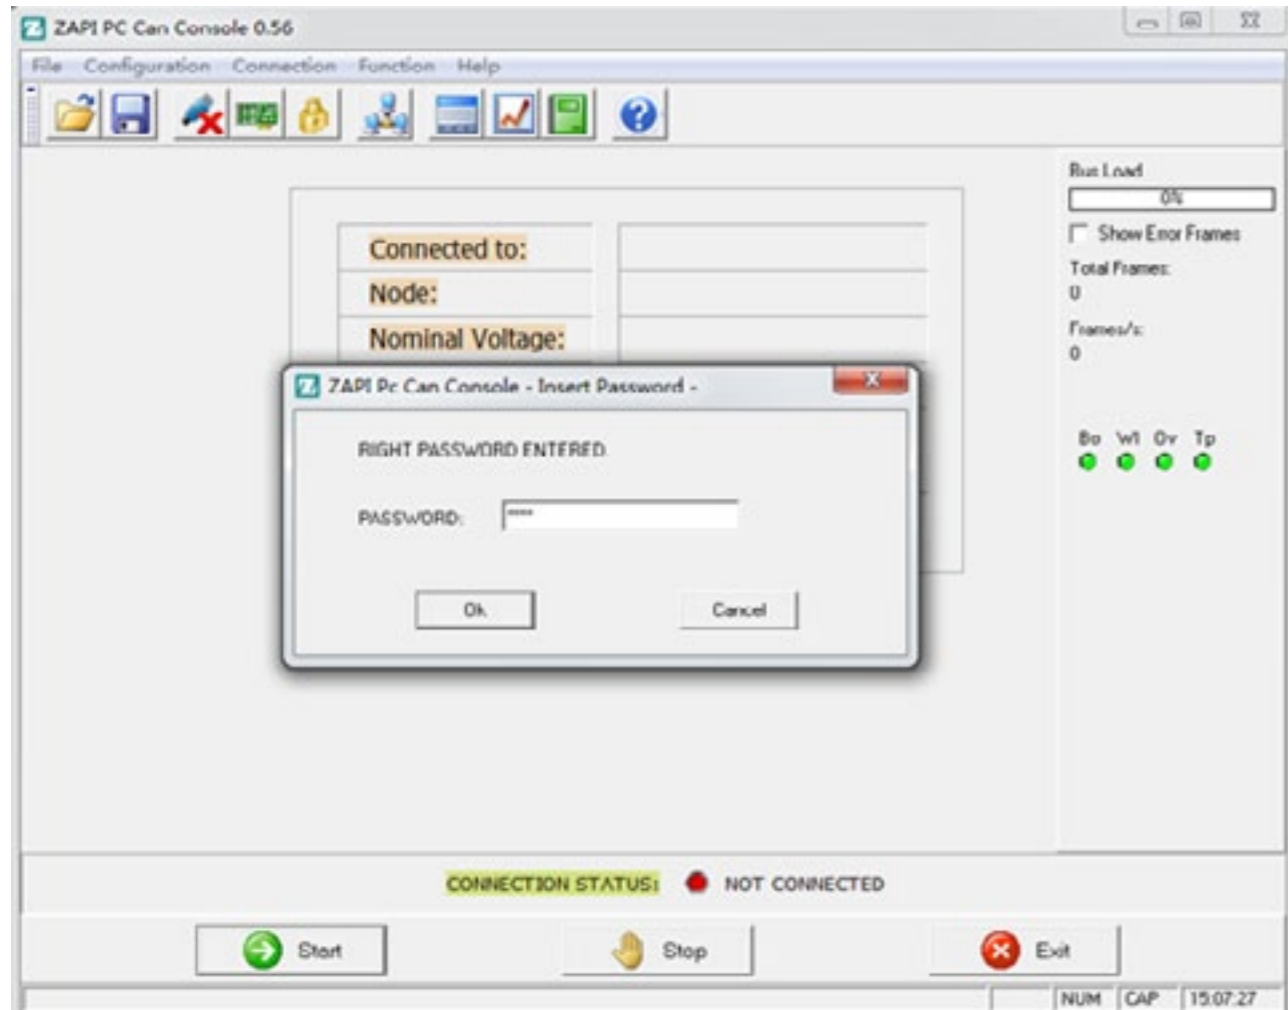 ZAPI PC Can Console 0.56
File Configuration Connection Function Help
Bus Load
0%
Show Error Frames
Total Frames:
0
Frames/s:
0
Bo Wl Ov Tp
Connected to:
Node:
Nominal Voltage:
ZAPI Pc Can Console - Insert Password -
RIGHT PASSWORD ENTERED
PASSWORD: ****
Ok
Cancel
CONNECTION STATUS: NOT CONNECTED
Start
Stop
Exit
NUM CAP 15:07:27